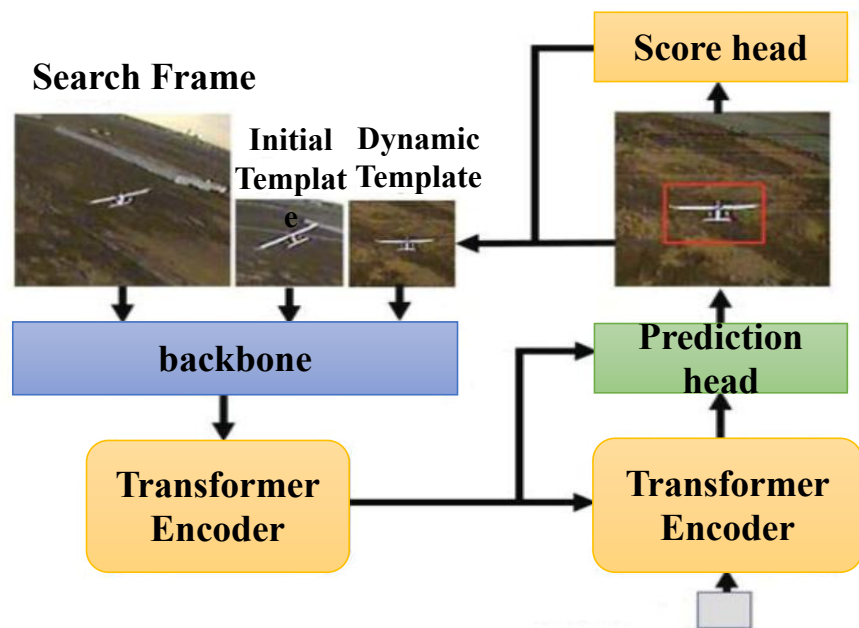 Score head
Search Frame
Initial
Templat
e
Dynamic
Template
backbone
Prediction
head
Transformer
Encoder
Transformer
Encoder